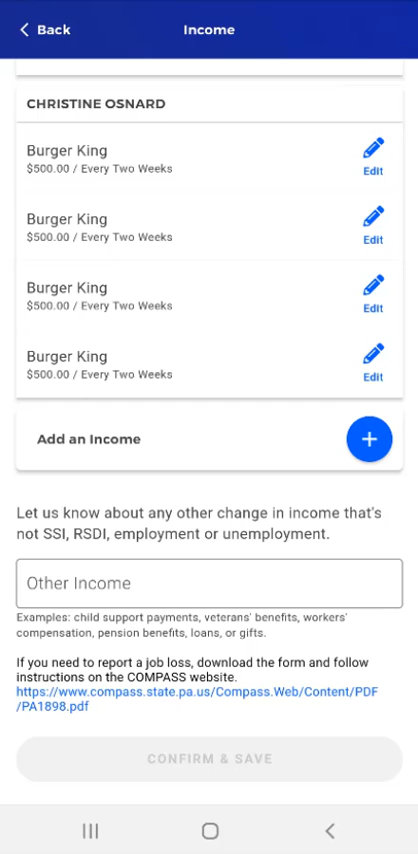 Back
Income
CHRISTINE OSNARD
Burger King
$500.00 / Every Two Weeks
Edit
Burger King
$500.00 / Every Two Weeks
Edit
Burger King
$500.00 / Every Two Weeks
Edit
Burger King
$500.00 / Every Two Weeks
Edit
Add an Income
Let us know about any other change in income that's
not SSI, RSDI, employment or unemployment.
Other Income
Examples: child support payments, veterans' benefits, workers'
compensation, pension benefits, loans, or gifts.
If you need to report a job loss, download the form and follow
instructions on the COMPASS website.
https://www.compass.state.pa.us/Compass.Web/Content/PDF
/PA1898.pdf
CONFIRM & SAVE